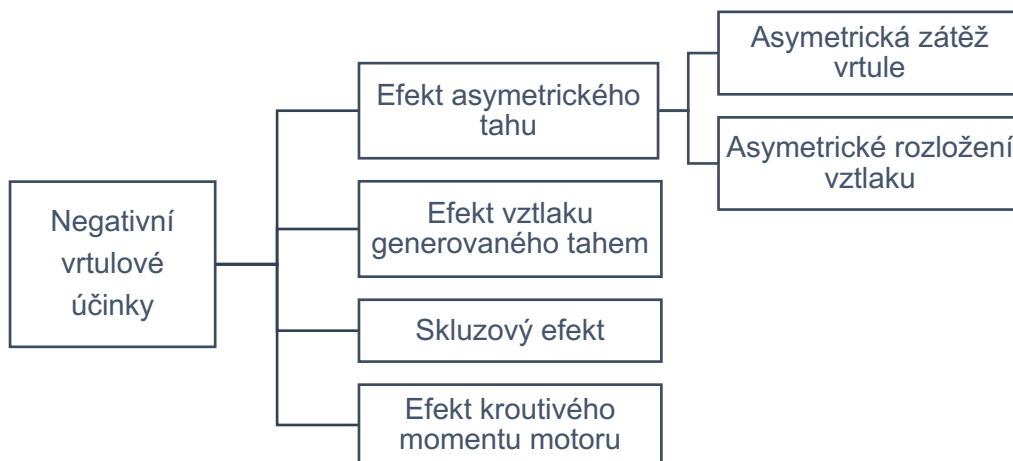 Negativní
vrtulové
účinky
Efekt asymetrického
tahu
Asymetrická zátěž
vrtule
Asymetrické rozložení
vztlaku
Efekt vztlaku
generovaného tahem
Skluzový efekt
Efekt kroutivého
momentu motoru